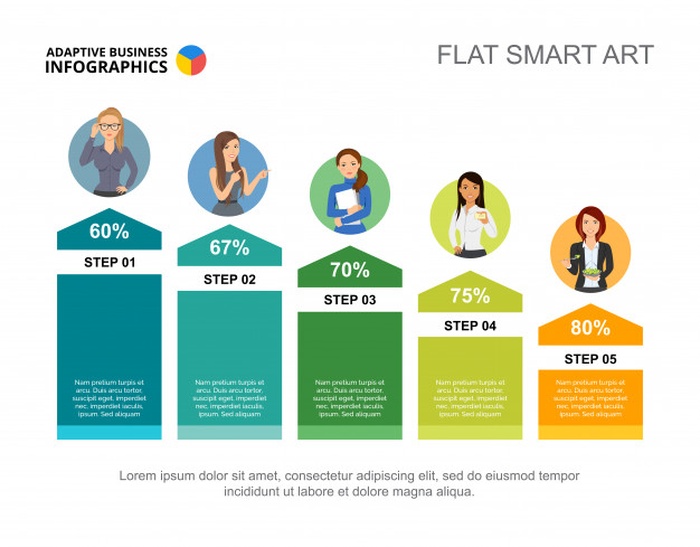 ADAPTIVE BUSINESS
INFOGRAPHICS
FLAT SMART ART
60%
STEP 01
Nam pretium turpis et
arcu. Duis arcu tortor,
suscipit eget, imperdiet
nec, imperdiet iaculis,
ipsum. Sed aliquam
67%
STEP 02
Nam pretium turpis et
arcu. Duis arcu tortor,
suscipit eget, imperdiet
nec, imperdiet iaculis,
ipsum. Sed aliquam
70%
STEP 03
Nam pretium turpis et
arcu. Duis arcu tortor,
suscipit eget, imperdiet
nec, imperdiet iaculis,
ipsum. Sed aliquam
75%
STEP 04
Nam pretium turpis et
arcu. Duis arcu tortor,
suscipit eget, imperdiet
nec, imperdiet iaculis,
ipsum. Sed aliquam
80%
STEP 05
Nam pretium turpis et
arcu. Duis arcu tortor,
suscipit eget, imperdiet
nec, imperdiet iaculis,
ipsum. Sed aliquam
Lorem ipsum dolor sit amet, consectetur adipiscing elit, sed do eiusmod tempor
incididunt ut labore et dolore magna aliqua.